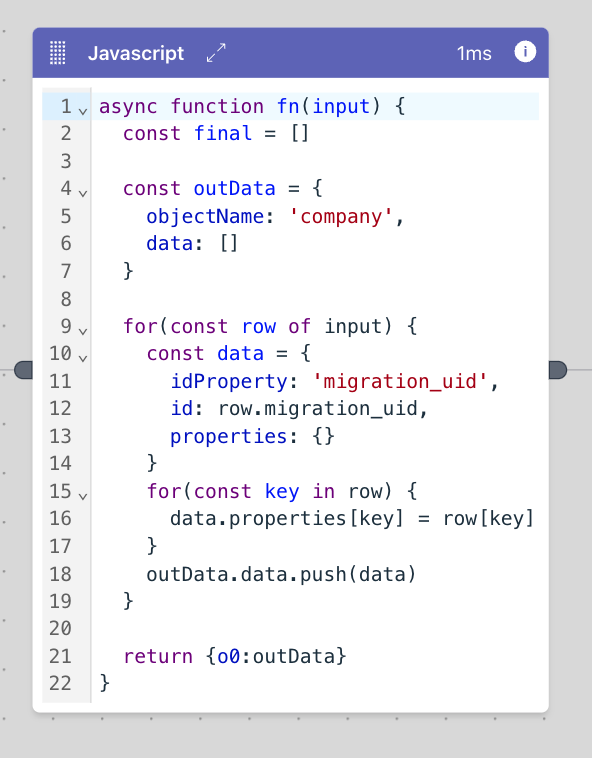 Javascript 1ms i
1 async function fn(input) {
2   const final = []
3
4   const outData = {
5     objectName: 'company',
6     data: []
7   }
8
9   for(const row of input) {
10     const data = {
11       idProperty: 'migration_uid',
12       id: row.migration_uid,
13       properties: {}
14     }
15     for(const key in row) {
16       data.properties[key] = row[key]
17     }
18     outData.data.push(data)
19   }
20
21   return {o0:outData}
22 }